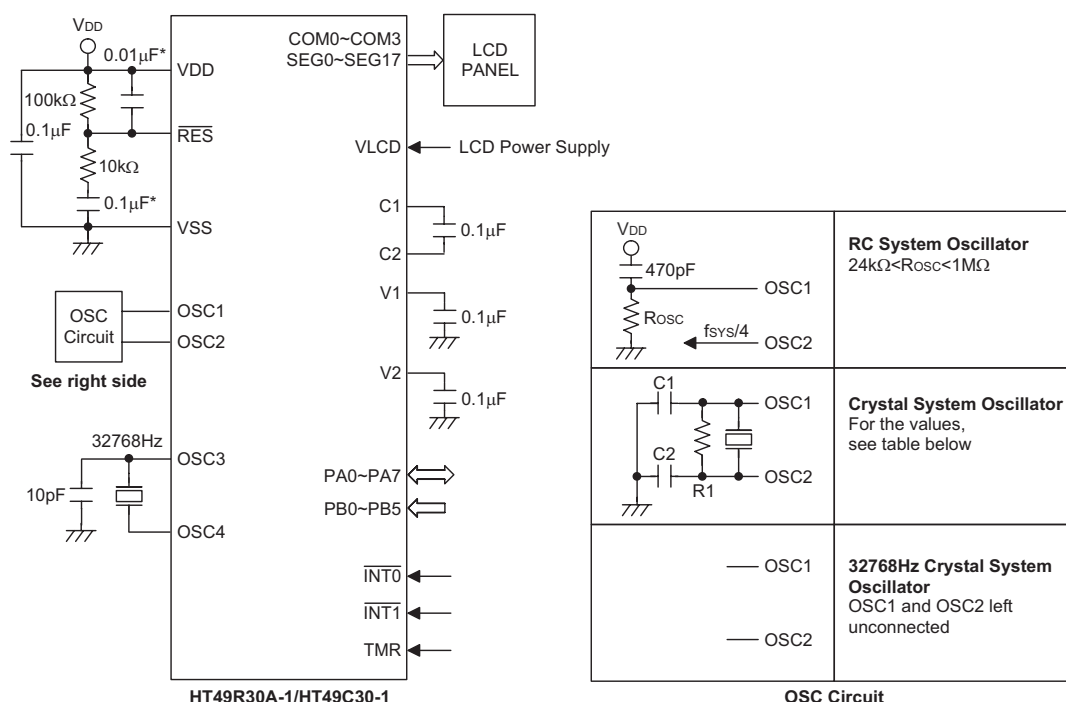 VDD
0.01μF*
VDD
100kΩ
0.1μF
RES
10kΩ
0.1μF*
VSS
OSC
Circuit
OSC1
OSC2
See right side
32768Hz
OSC3
10pF
OSC4
COM0~COM3
SEG0~SEG17
LCD
PANEL
VLCD
LCD Power Supply
C1
0.1μF
C2
V1
0.1μF
V2
0.1μF
PA0~PA7
PB0~PB5
INT0
INT1
TMR
HT49R30A-1/HT49C30-1
VDD
470pF
OSC1
ROSC
fSYS/4
OSC2
RC System Oscillator
24kΩ<ROSC<1MΩ
C1
OSC1
C2
R1
OSC2
Crystal System Oscillator
For the values,
see table below
OSC1
OSC2
32768Hz Crystal System
Oscillator
OSC1 and OSC2 left
unconnected
OSC Circuit